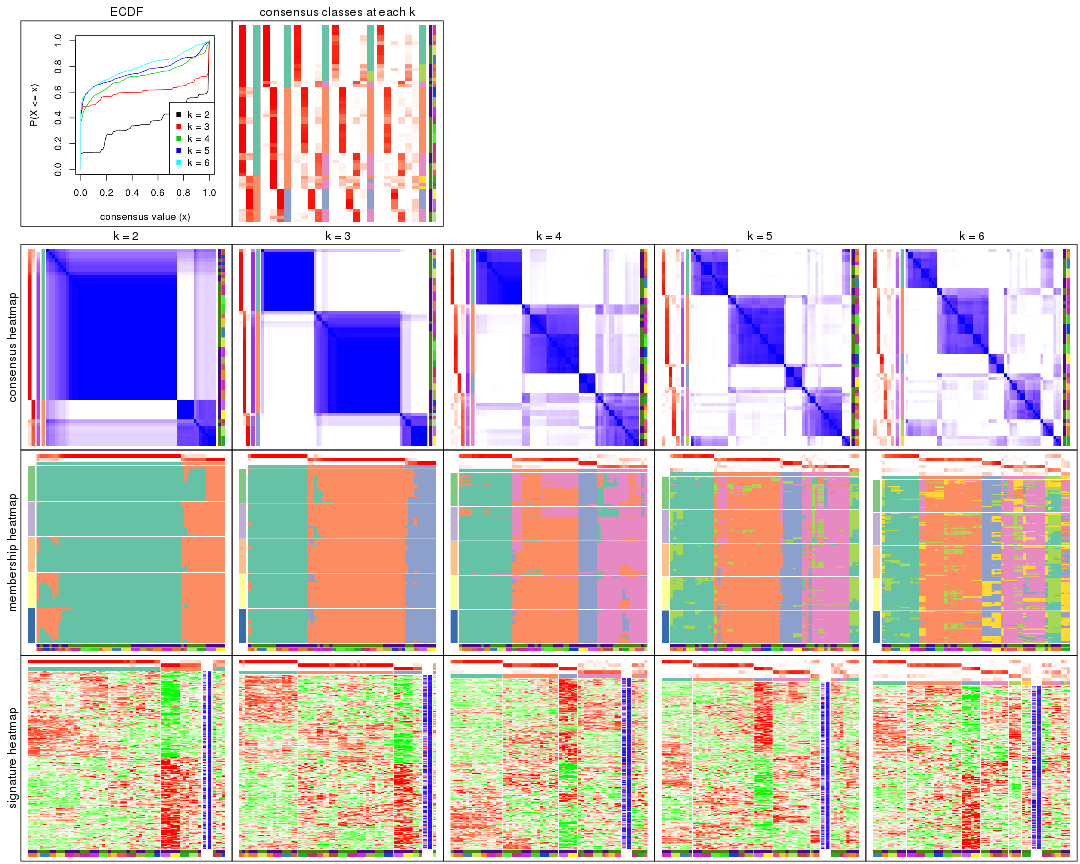 ECDF
consensus classes at each k
P(X <= x)
0.0 0.2 0.4 0.6 0.8 1.0
k = 2
k = 3
k = 4
k = 5
k = 6
0.0 0.2 0.4 0.6 0.8 1.0
consensus value (x)
k = 2
k = 3
k = 4
k = 5
k = 6
consensus heatmap
membership heatmap
signature heatmap